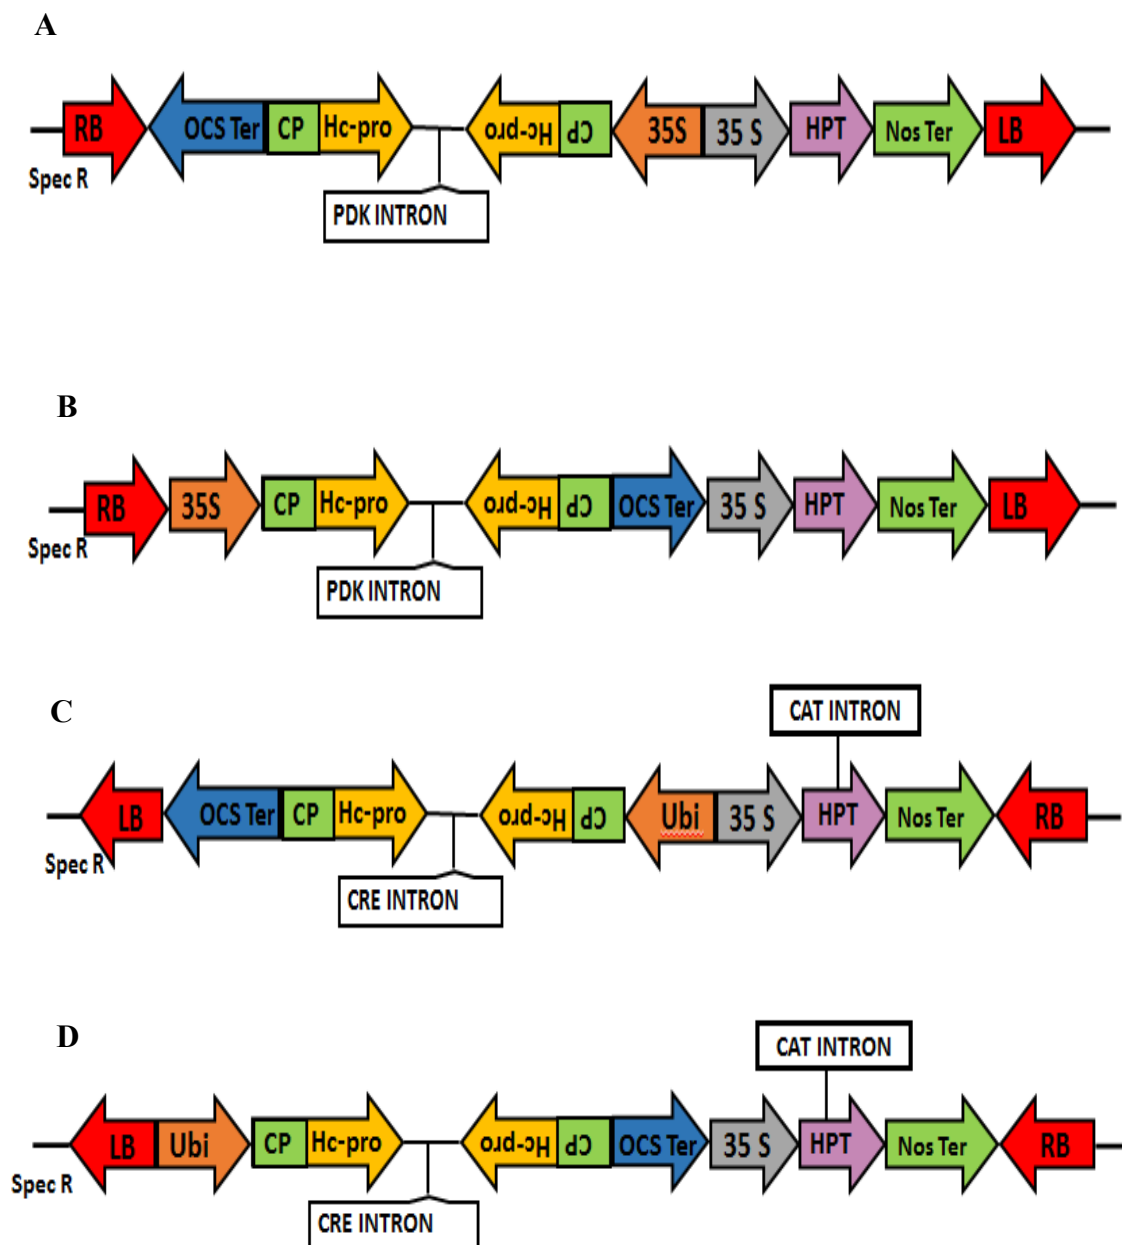 A
RB OCS Ter CP Hc-pro Hc-pro CP 35S 35 S HPT Nos Ter LB
Spec R
PDK INTRON
B
RB 35S CP Hc-pro Hc-pro CP OCS Ter 35 S HPT Nos Ter LB
Spec R
PDK INTRON
C
CAT INTRON
LB OCS Ter CP Hc-pro Hc-pro CP Ubi 35 S HPT Nos Ter RB
Spec R
CRE INTRON
D
CAT INTRON
LB Ubi CP Hc-pro Hc-pro CP OCS Ter 35 S HPT Nos Ter RB
Spec R
CRE INTRON